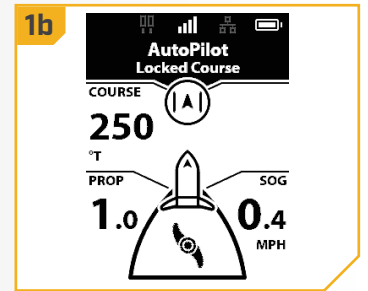 1b
AutoPilot
Locked Course
COURSE
250
°T
PROP
SOG
1.0
0.4
MPH